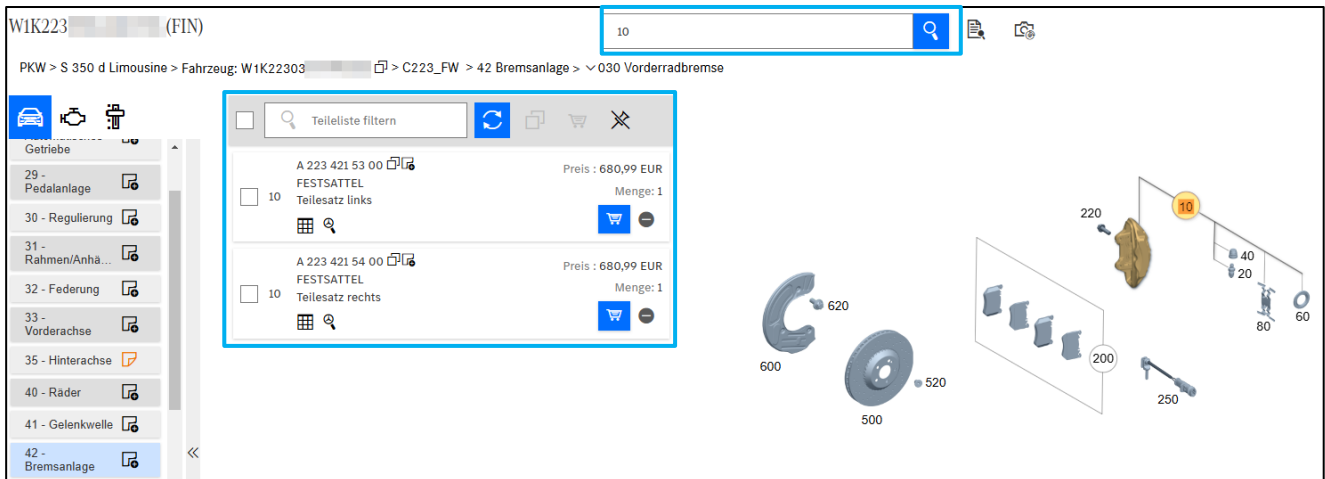 W1K223 (FIN)
10
PKW > S 350 d Limousine > Fahrzeug: W1K22303 > C223_FW > 42 Bremsanlage > 030 Vorderradbremse
Getriebe
29 -
Pedalanlage
30 - Regulierung
31 -
Rahmen/Anhä...
32 - Federung
33 -
Vorderachse
35 - Hinterachse
40 - Räder
41 - Gelenkwelle
42 -
Bremsanlage
Teileliste filtern
A 223 421 53 00
FESTSATTEL
10 Teilesatz links
Preis : 680,99 EUR
Menge: 1
A 223 421 54 00
FESTSATTEL
10 Teilesatz rechts
Preis : 680,99 EUR
Menge: 1
10
220
40
20
80
60
620
600
200
520
250
500